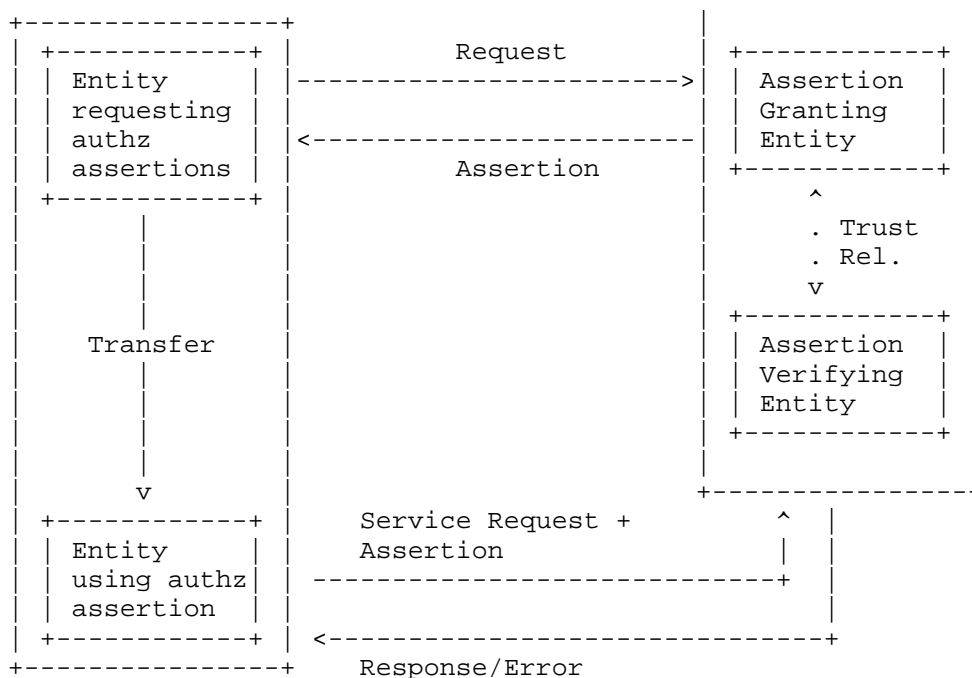 Request
Entity
requesting
authz
assertions
Assertion
Granting
Entity
Assertion
. Trust
. Rel.
v
Transfer
Assertion
Verifying
Entity
v
Service Request +
Assertion
Entity
using authz
assertion
Response/Error